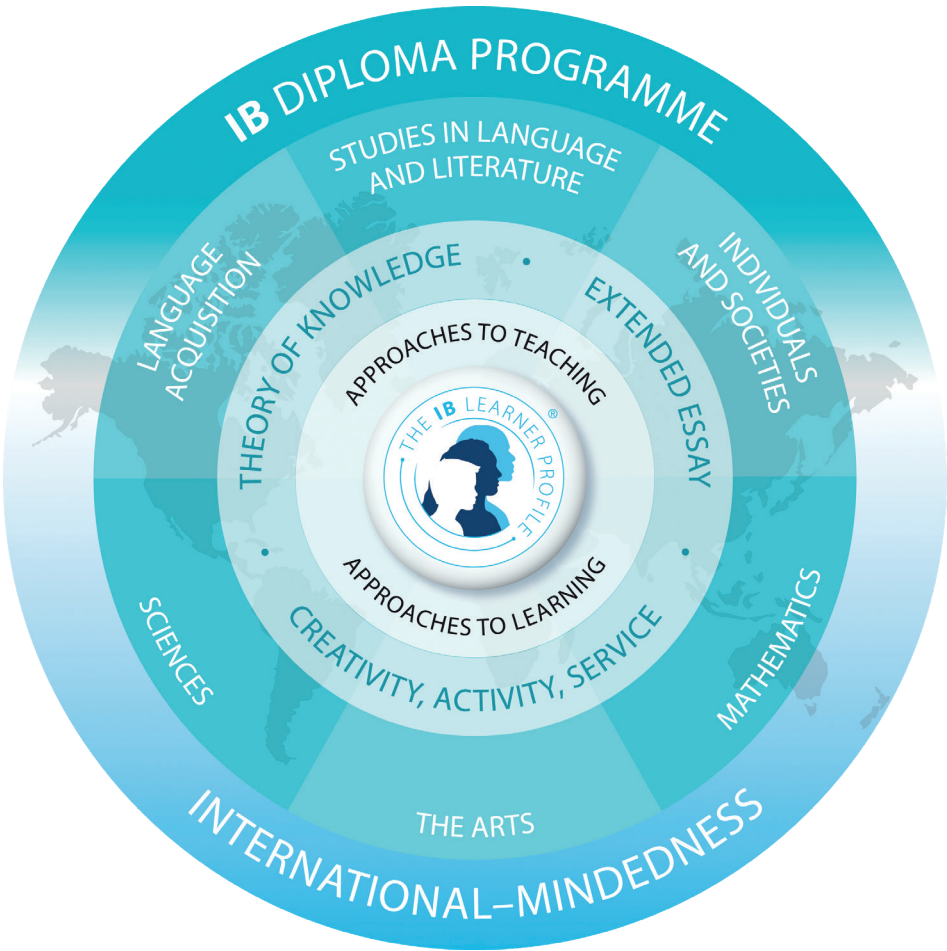 IB DIPLOMA PROGRAMME
STUDIES IN LANGUAGE
AND LITERATURE
LANGUAGE
ACQUISITION
INDIVIDUALS
AND SOCIETIES
THEORY OF KNOWLEDGE
•
EXTENDED ESSAY
APPROACHES TO TEACHING
THE IB LEARNER PROFILE
®
APPROACHES TO LEARNING
•
•
CREATIVITY, ACTIVITY, SERVICE
SCIENCES
MATHEMATICS
THE ARTS
INTERNATIONAL–MINDEDNESS